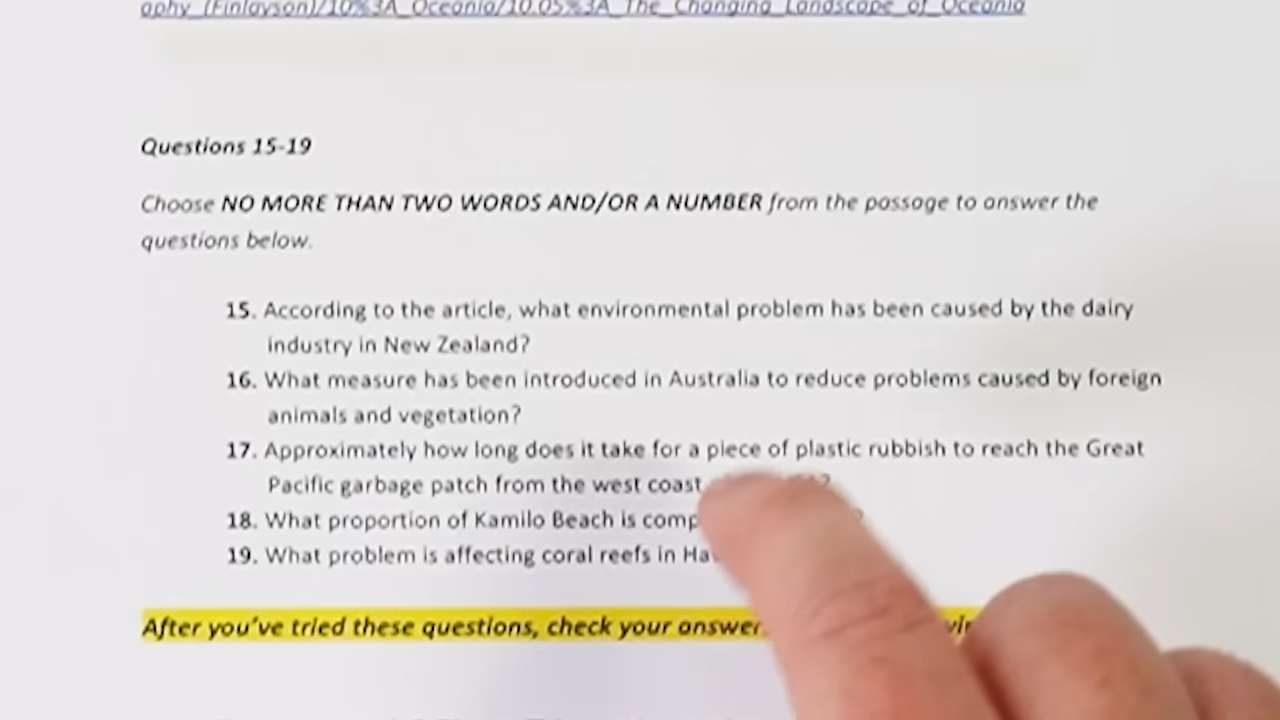 ophy_(Finlayson)/10%3A_Oceania/10.05%3A_The_Changing_Landscape_of_Oceania
Questions 15-19
Choose NO MORE THAN TWO WORDS AND/OR A NUMBER from the passage to answer the
questions below.
15. According to the article, what environmental problem has been caused by the dairy
industry in New Zealand?
16. What measure has been introduced in Australia to reduce problems caused by foreign
animals and vegetation?
17. Approximately how long does it take for a piece of plastic rubbish to reach the Great
Pacific garbage patch from the west coast
18. What proportion of Kamilo Beach is
19. What problem is affecting coral reefs in
After you've tried these questions, check your